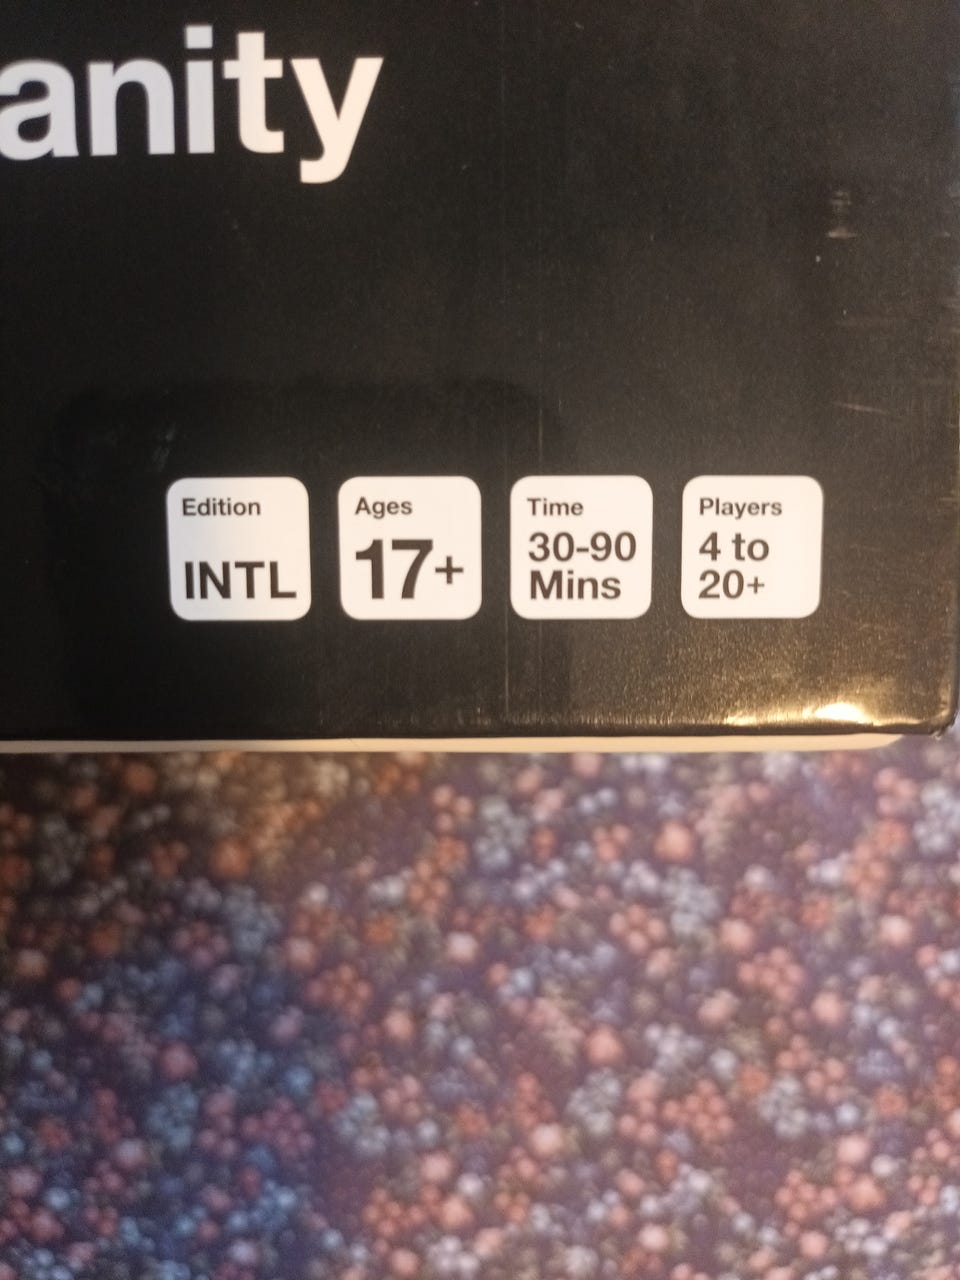 anity
Edition
INTL
Ages
17+
Time
30-90
Mins
Players
4 to
20+